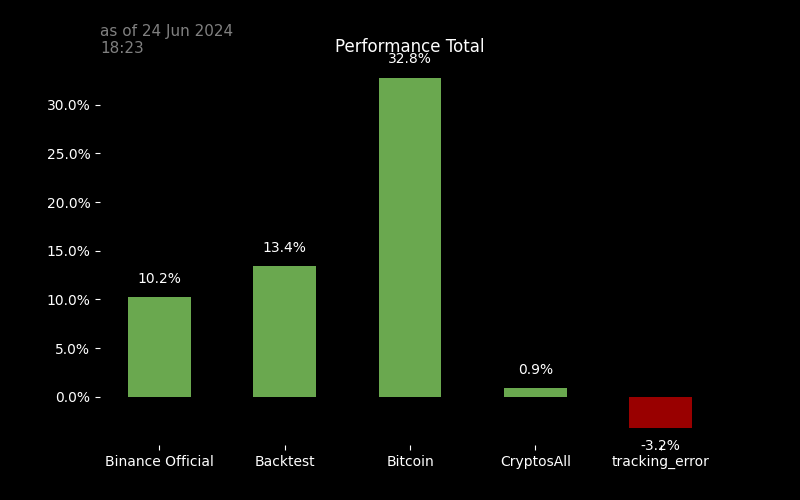 as of 24 Jun 2024
18:23
Performance Total
32.8%
30.0%
25.0%
20.0%
15.0%
10.0%
5.0%
0.0%
10.2%
13.4%
0.9%
-3.2%
Binance Official
Backtest
Bitcoin
CryptosAll
tracking_error